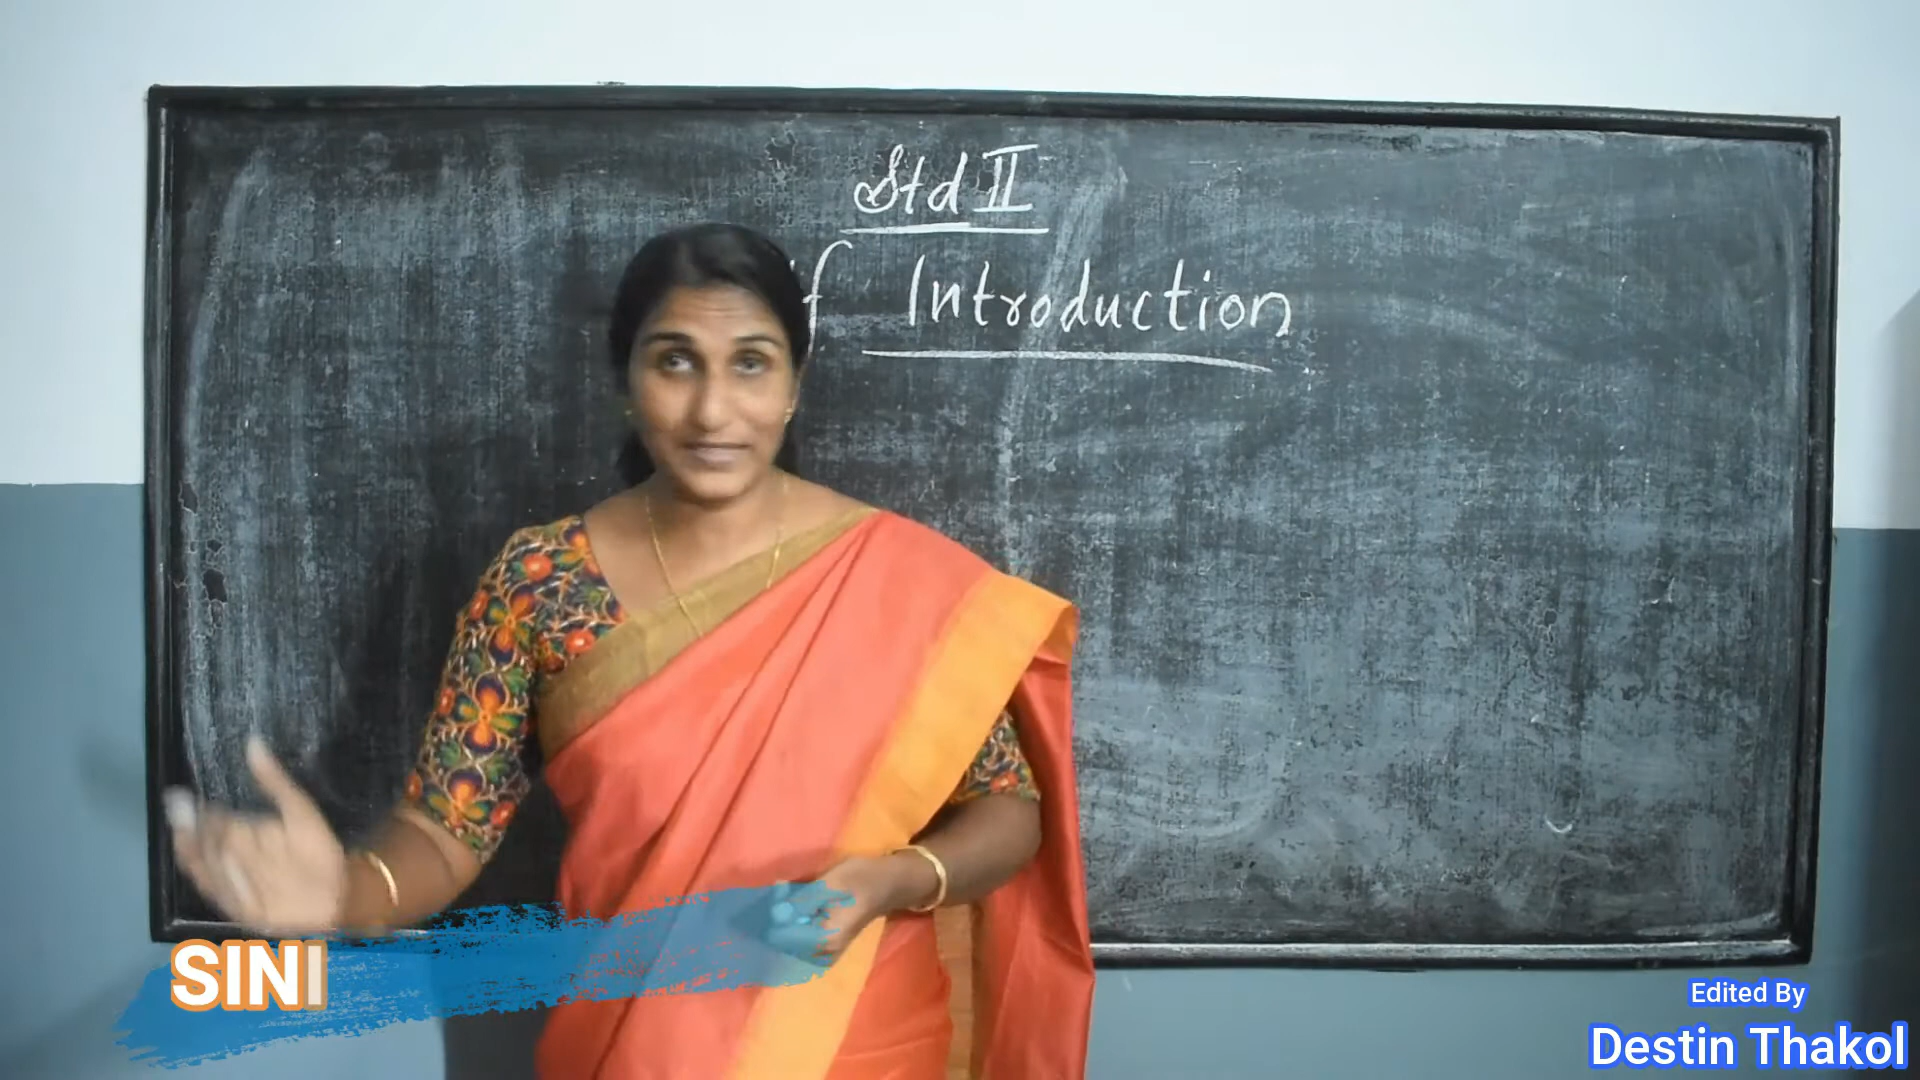 Std II
f Introduction
SINI
Edited By
Destin Thakol